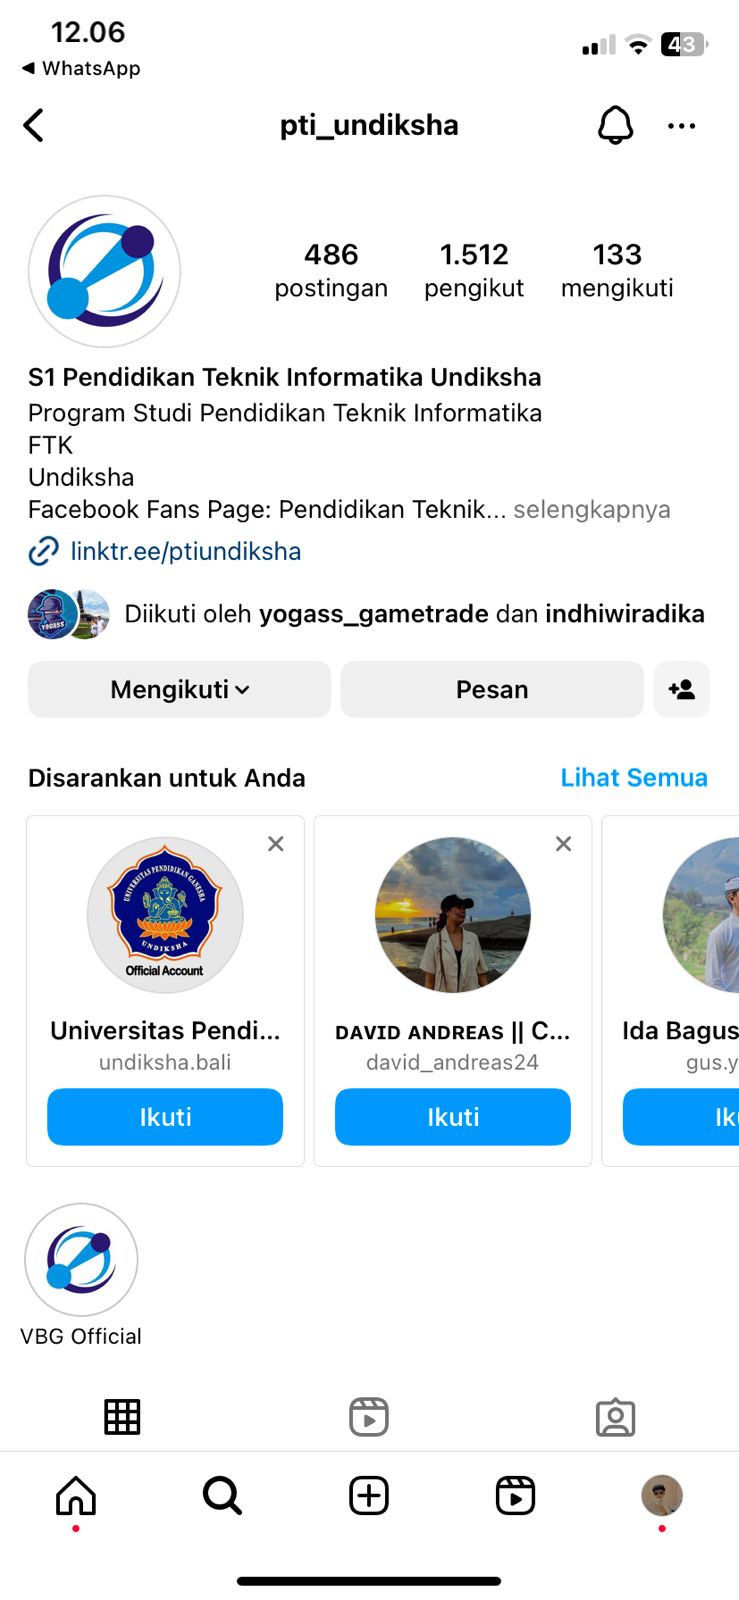 12.06
43
WhatsApp
pti_undiksha
486 1.512 133
postingan pengikut mengikuti
S1 Pendidikan Teknik Informatika Undiksha
Program Studi Pendidikan Teknik Informatika
FTK
Undiksha
Facebook Fans Page: Pendidikan Teknik... selengkapnya
linktr.ee/ptiundiksha
YOGASS
Diikuti oleh yogass_gametrade dan indhiwiradika
Mengikuti Pesan
Disarankan untuk Anda Lihat Semua
UNIVERSITAS PENDIDIKAN GANESHA
UNDIKSHA
Official Account
Universitas Pendi... ᴅᴀᴠɪᴅ ᴀɴᴅʀᴇᴀs || C... Ida Bagus
undiksha.bali david_andreas24 gus.y
Ikuti Ikuti Ik
VBG Official